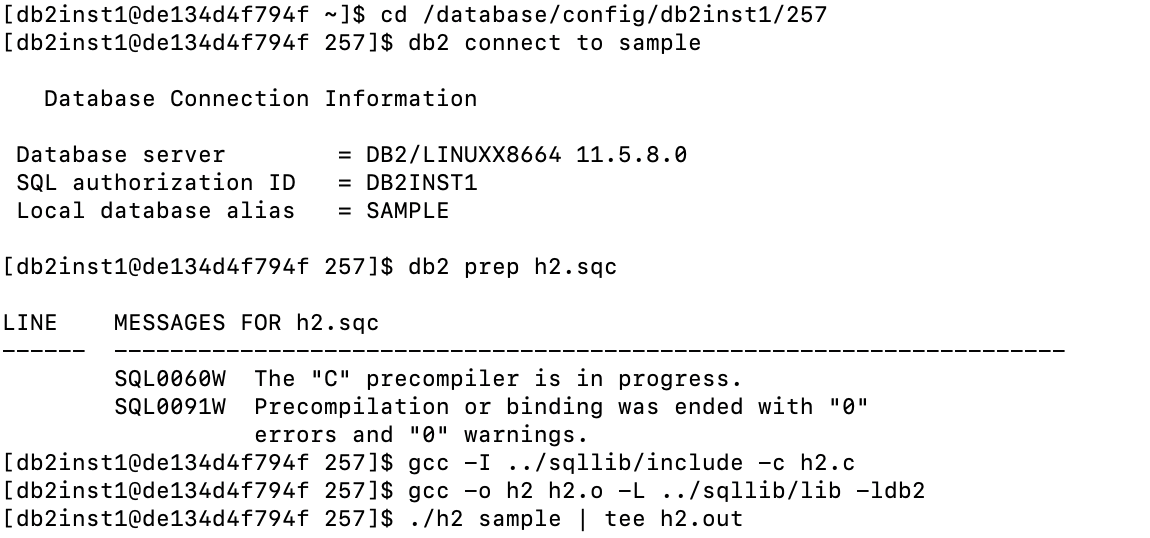 [db2inst1@de134d4f794f ~]$ cd /database/config/db2inst1/257
[db2inst1@de134d4f794f 257]$ db2 connect to sample
   Database Connection Information
 Database server        = DB2/LINUXX8664 11.5.8.0
 SQL authorization ID   = DB2INST1
 Local database alias   = SAMPLE
[db2inst1@de134d4f794f 257]$ db2 prep h2.sqc
LINE    MESSAGES FOR h2.sqc
------  --------------------------------------------------------------------
        SQL0060W  The "C" precompiler is in progress.
        SQL0091W  Precompilation or binding was ended with "0"
                  errors and "0" warnings.
[db2inst1@de134d4f794f 257]$ gcc -I ../sqllib/include -c h2.c
[db2inst1@de134d4f794f 257]$ gcc -o h2 h2.o -L ../sqllib/lib -ldb2
[db2inst1@de134d4f794f 257]$ ./h2 sample | tee h2.out